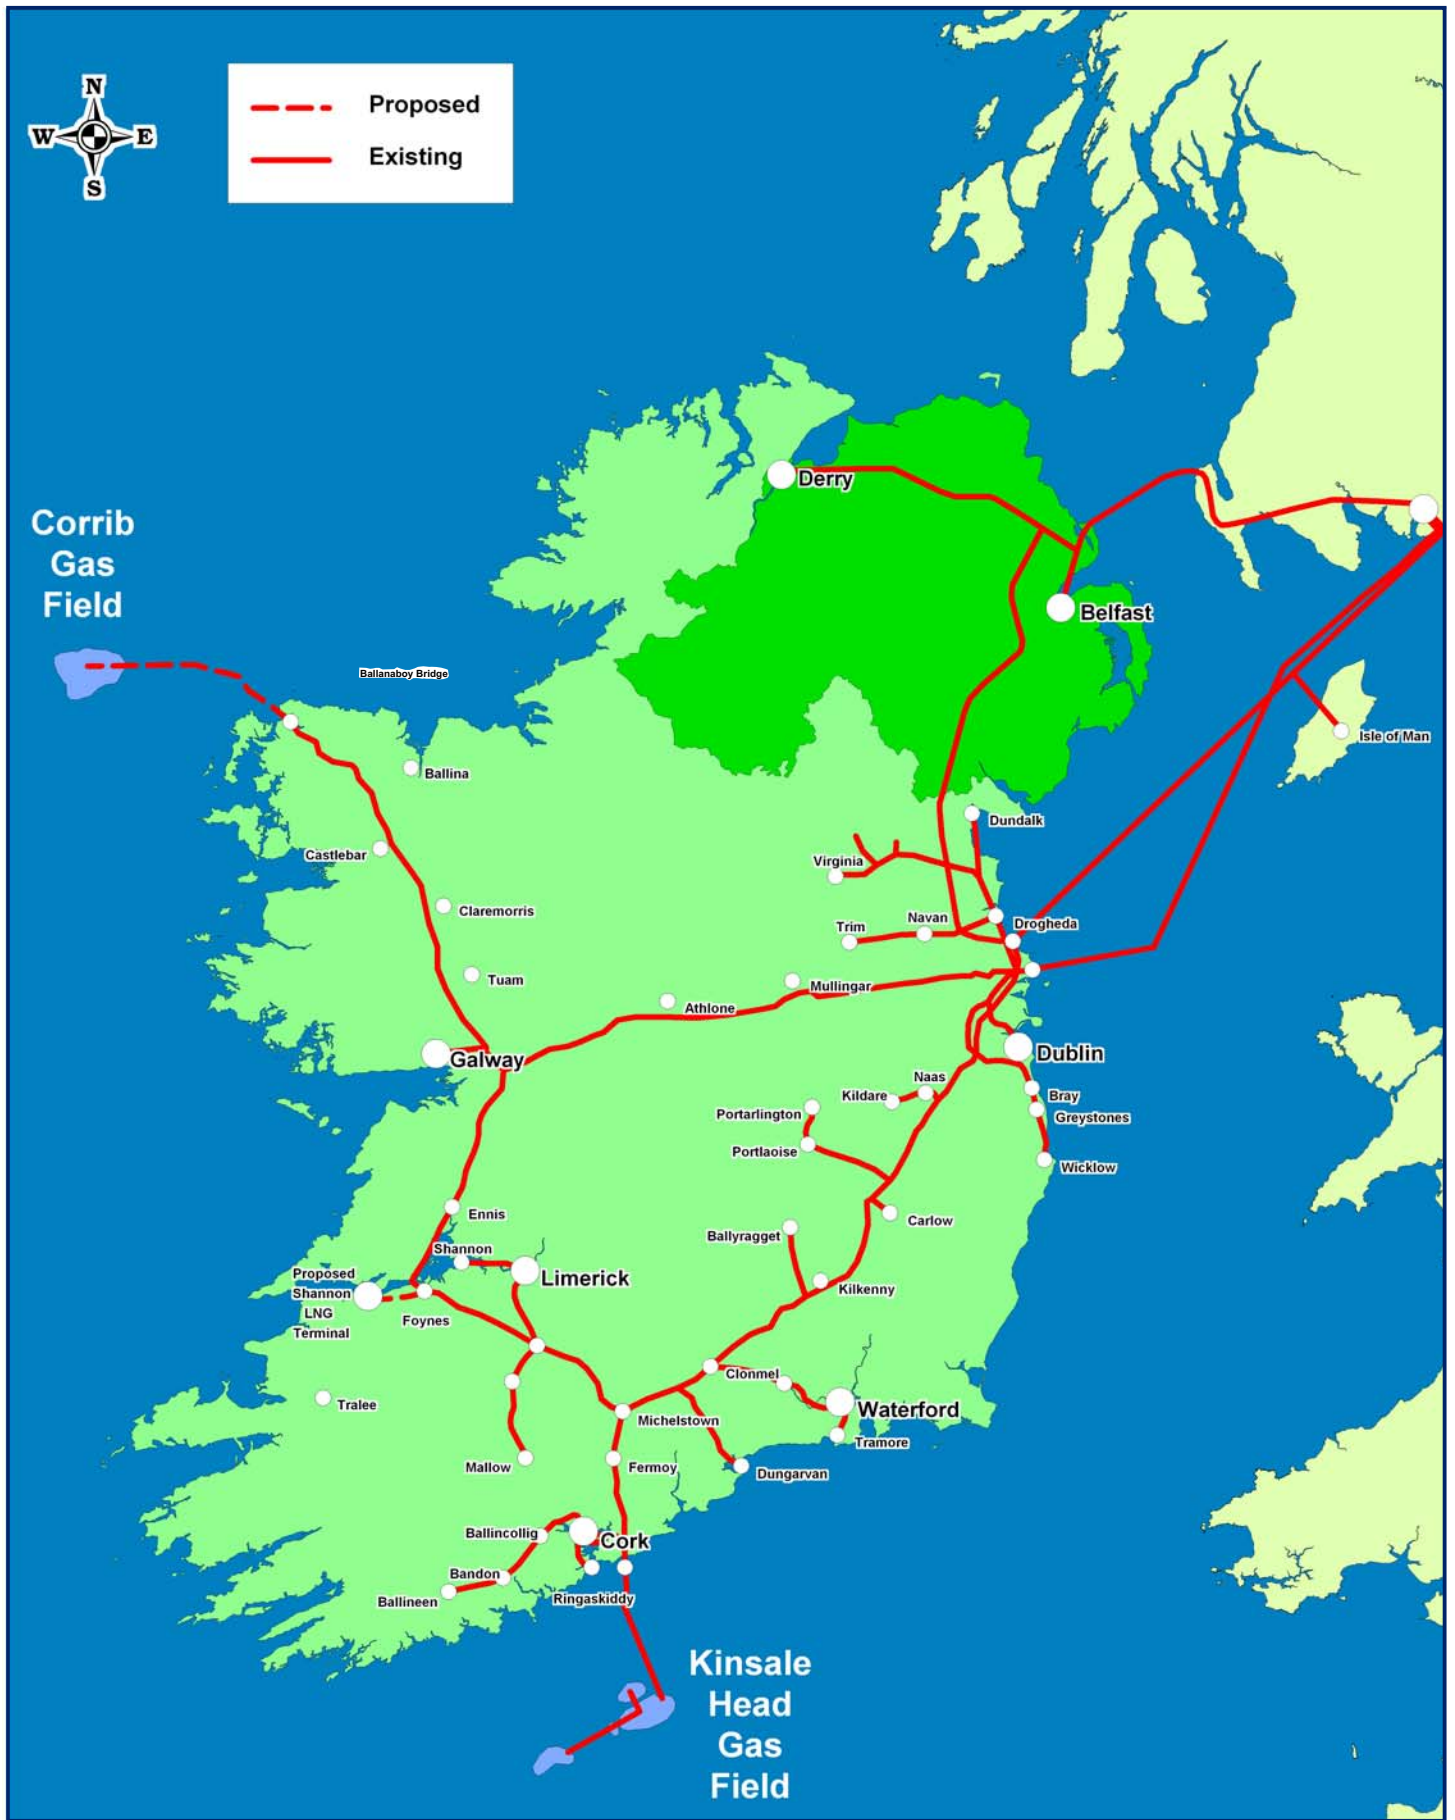 N
W E
S
Proposed
Existing
Derry
Corrib
Gas
Field
Belfast
Ballanaboy Bridge
Isle of Man
Ballina
Dundalk
Castlebar
Virginia
Claremorris
Navan
Trim
Drogheda
Tuam
Mullingar
Athlone
Galway
Dublin
Naas
Kildare
Bray
Portarlington
Greystones
Portlaoise
Wicklow
Ennis
Carlow
Ballyragget
Shannon
Proposed
Shannon
LNG
Terminal
Limerick
Kilkenny
Foynes
Clonmel
Tralee
Waterford
Michelstown
Tramore
Mallow
Fermoy
Dungarvan
Ballincollig
Cork
Bandon
Ballineen
Ringaskiddy
Kinsale
Head
Gas
Field